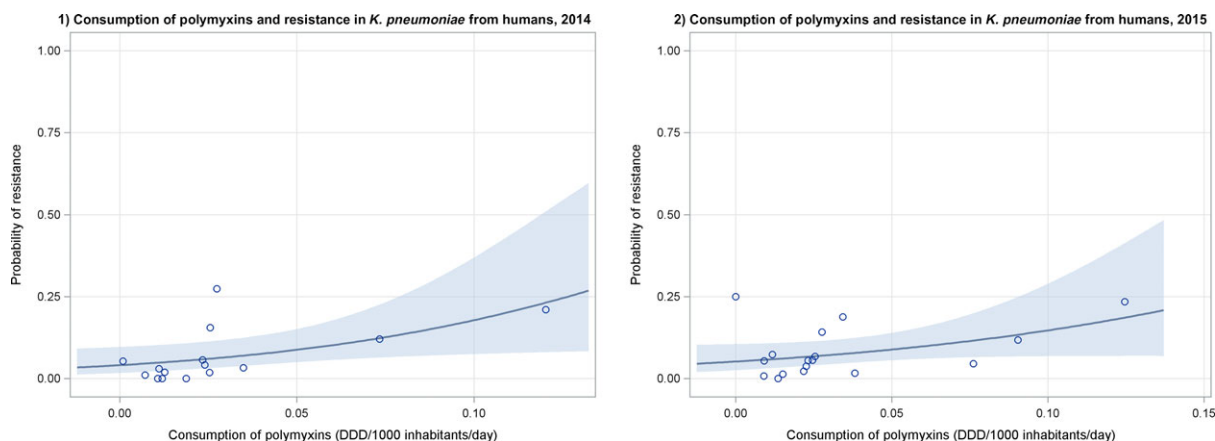 1) Consumption of polymyxins and resistance in K. pneumoniae from humans, 2014
1.00
0.75
0.50
0.25
0.00
Probability of resistance
0.00 0.05 0.10
Consumption of polymyxins (DDD/1000 inhabitants/day)
2) Consumption of polymyxins and resistance in K. pneumoniae from humans, 2015
1.00
0.75
0.50
0.25
0.00
Probability of resistance
0.00 0.05 0.10 0.15
Consumption of polymyxins (DDD/1000 inhabitants/day)